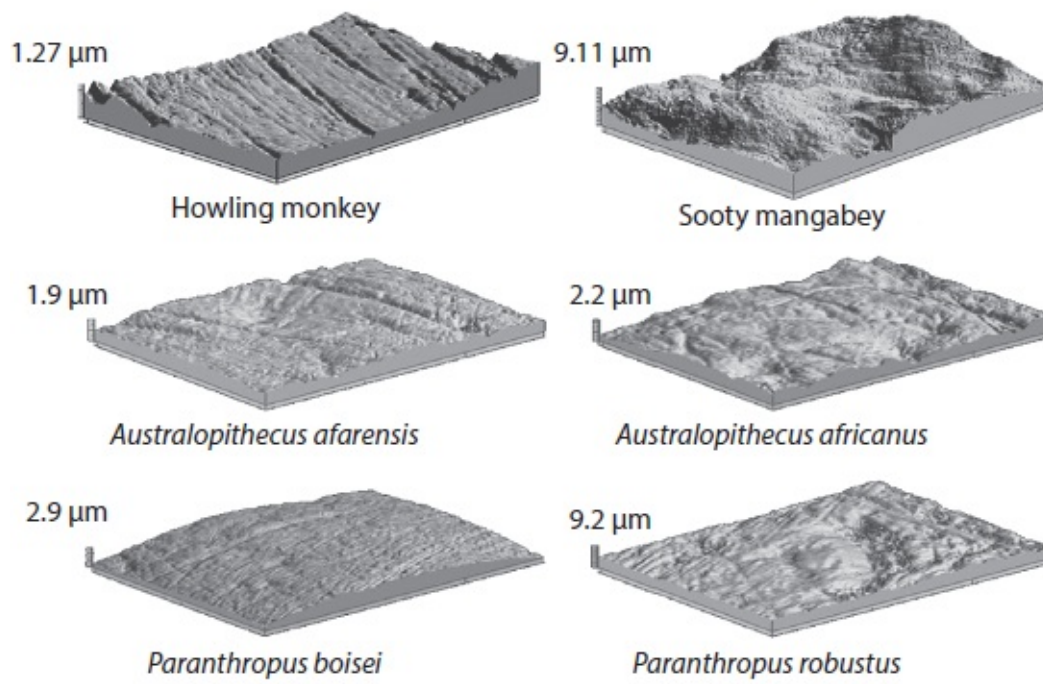 1.27 µm
9.11 µm
Howling monkey
Sooty mangabey
1.9 µm
2.2 µm
Australopithecus afarensis
Australopithecus africanus
2.9 µm
9.2 µm
Paranthropus boisei
Paranthropus robustus